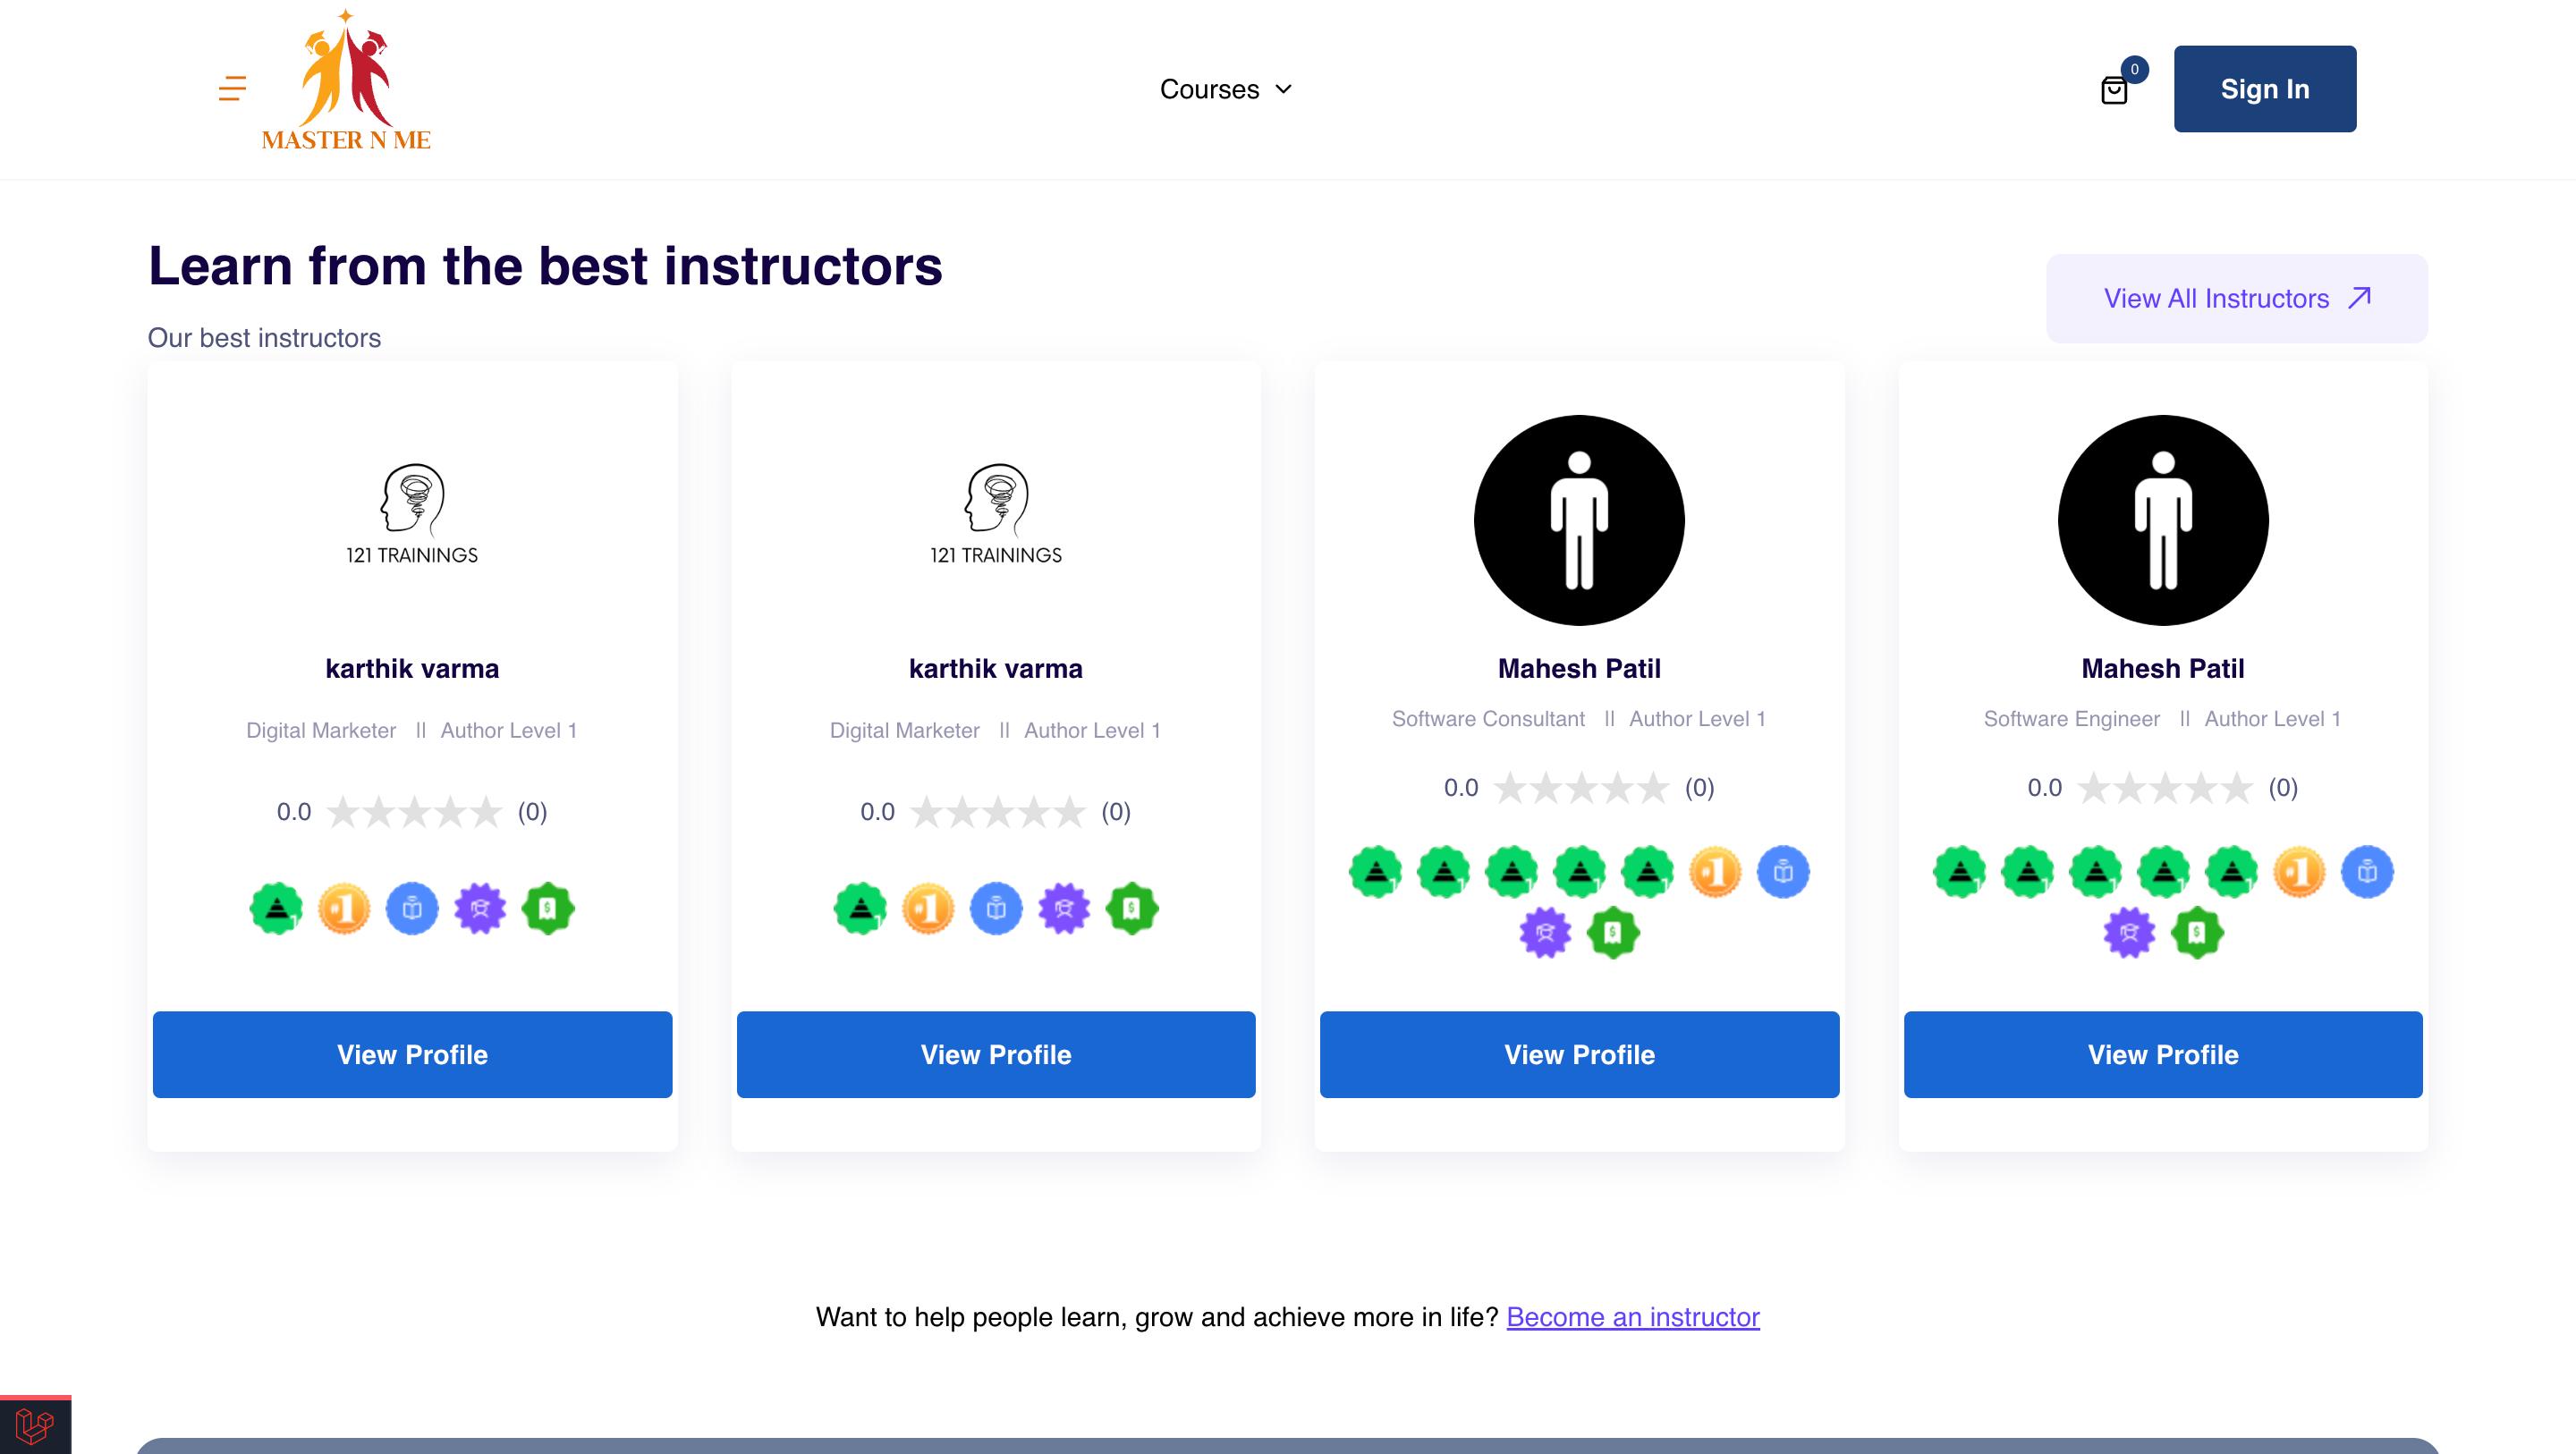 MASTER N ME
Courses
0
Sign In
Learn from the best instructors
Our best instructors
View All Instructors
121 TRAININGS
karthik varma
Digital Marketer || Author Level 1
0.0 (0)
1
View Profile
121 TRAININGS
karthik varma
Digital Marketer || Author Level 1
0.0 (0)
1
View Profile
Mahesh Patil
Software Consultant || Author Level 1
0.0 (0)
1
View Profile
Mahesh Patil
Software Engineer || Author Level 1
0.0 (0)
1
View Profile
Want to help people learn, grow and achieve more in life? Become an instructor